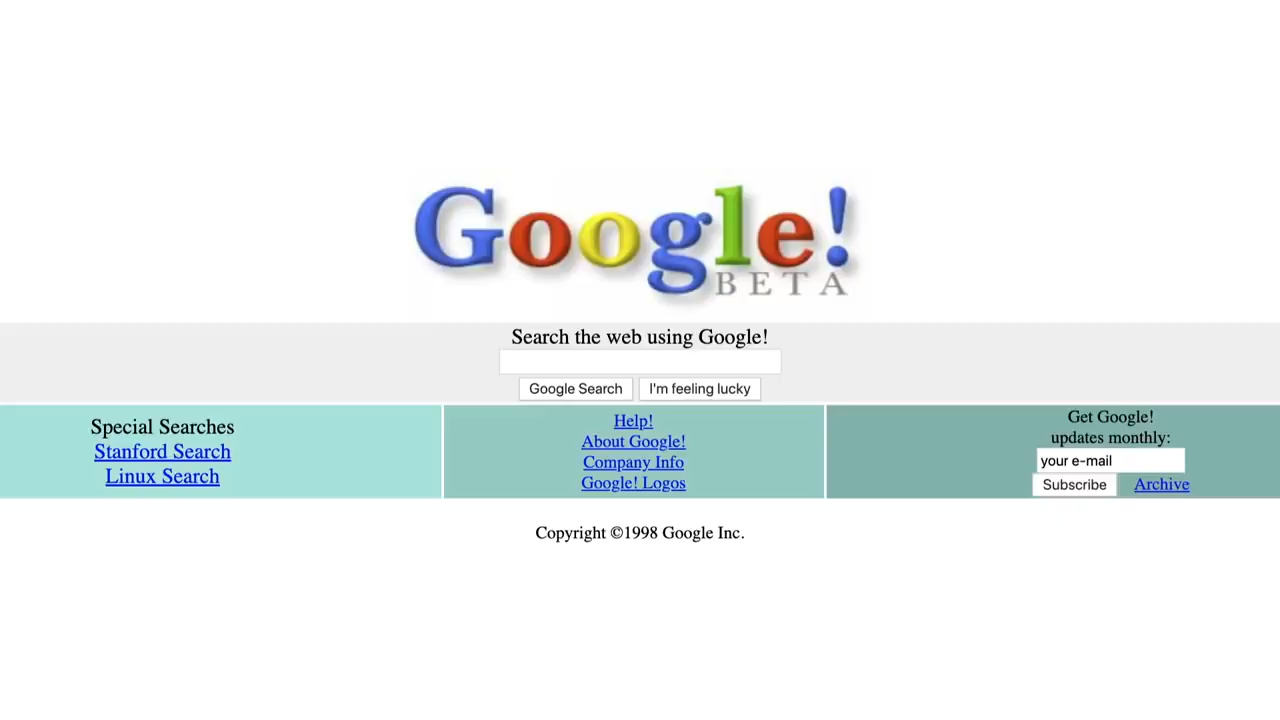 Google!
BETA
Search the web using Google!
Google Search I'm feeling lucky
Special Searches
Stanford Search
Linux Search
Help!
About Google!
Company Info
Google! Logos
Get Google!
updates monthly:
your e-mail
Subscribe Archive
Copyright ©1998 Google Inc.